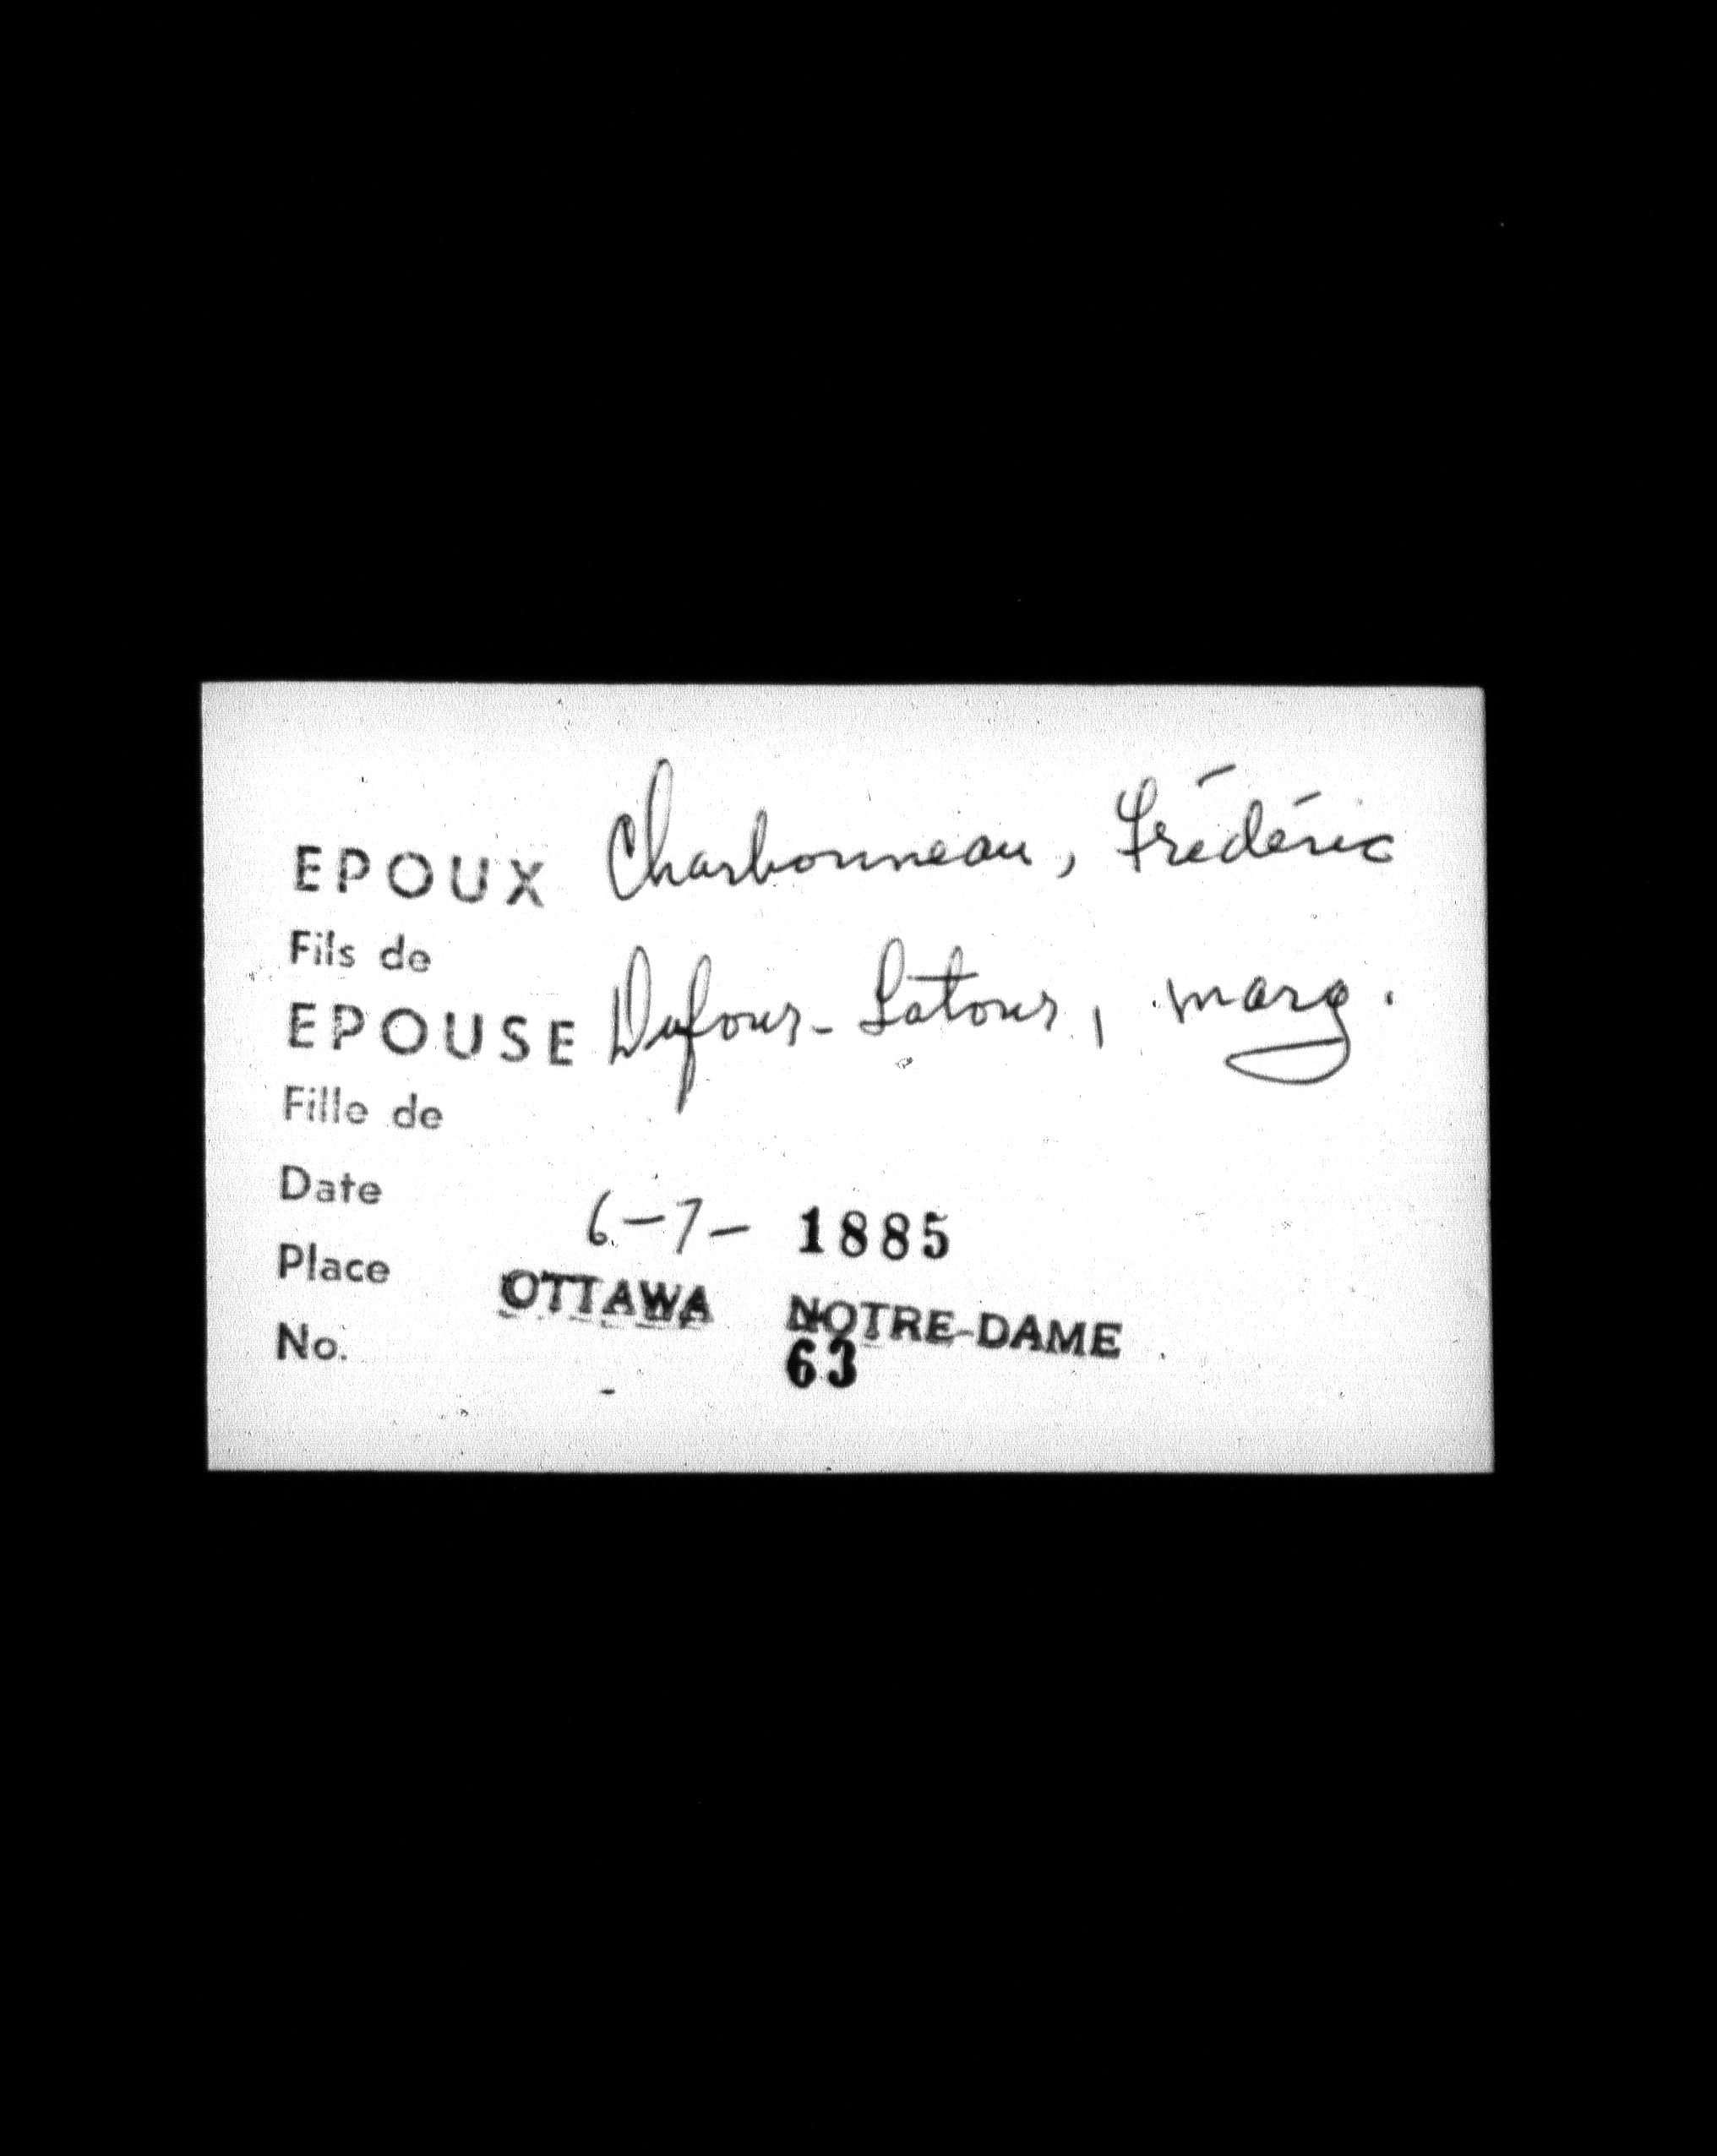 EPOUX Charbonneau, Frédéric
Fils de
EPOUSE Dufour-Latour, marg.
Fille de
Date 6-7- 1885
Place OTTAWA NOTRE-DAME
No. 63